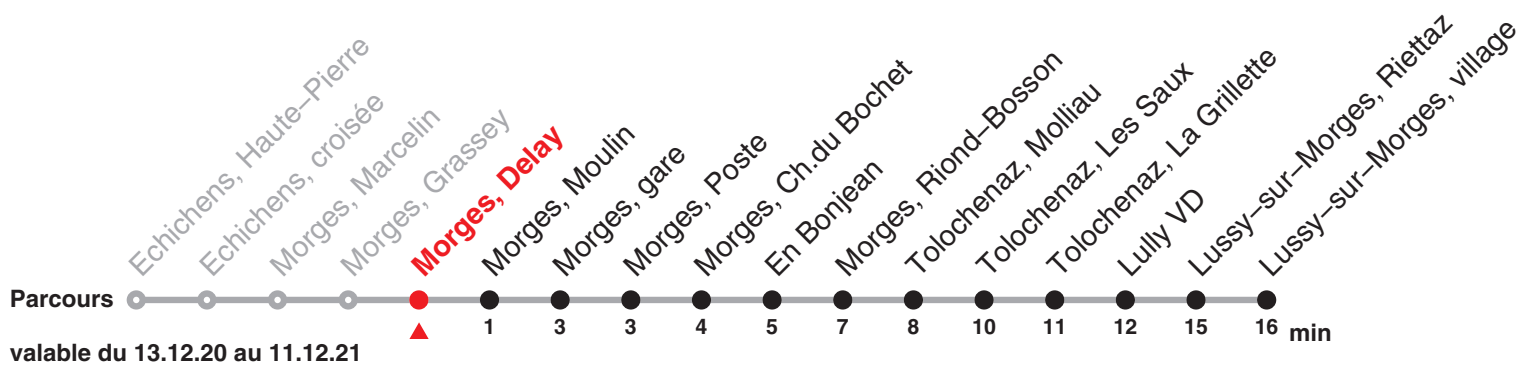 Echichens, Haute–Pierre
Echichens, croisée
Morges, Marcelin
Morges, Grassey
Morges, Delay
Morges, Moulin
Morges, gare
Morges, Poste
Morges, Ch.du Bochet
En Bonjean
Morges, Riond–Bosson
Tolochenaz, Molliau
Tolochenaz, Les Saux
Tolochenaz, La Grillette
Lully VD
Lussy–sur–Morges, Riettaz
Lussy–sur–Morges, village
Parcours
1 3 3 4 5 7 8 10 11 12 15 16 min
valable du 13.12.20 au 11.12.21